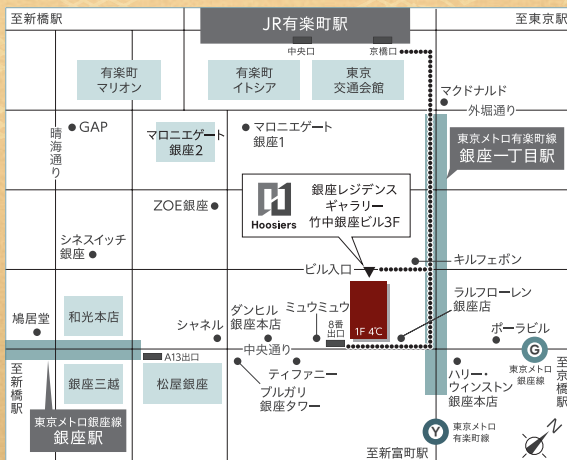 至新橋駅
JR有楽町駅
至東京駅
中央口
京橋口
有楽町
マリオン
有楽町
イトシア
東京
交通会館
マクドナルド
外堀通り
GAP
晴海通り
マロニエゲート
銀座2
マロニエゲート
銀座1
東京メトロ有楽町線
銀座一丁目駅
Hoosiers
銀座レジデンス
ギャラリー
竹中銀座ビル3F
ZOE銀座
シネスイッチ
銀座
ビル入口
キルフェボン
鳩居堂
和光本店
シャネル
ダンヒル
銀座本店
ミュウミュウ
8番
出口
1F 4℃
ラルフローレン
銀座店
ポーラビル
中央通り
A13出口
G
東京メトロ
銀座線
至新橋駅
銀座三越
松屋銀座
ブルガリ
銀座タワー
ティファニー
ハリー・
ウィンストン
銀座本店
至京橋駅
東京メトロ銀座線
銀座駅
Y
東京メトロ
有楽町線
至新富町駅
N